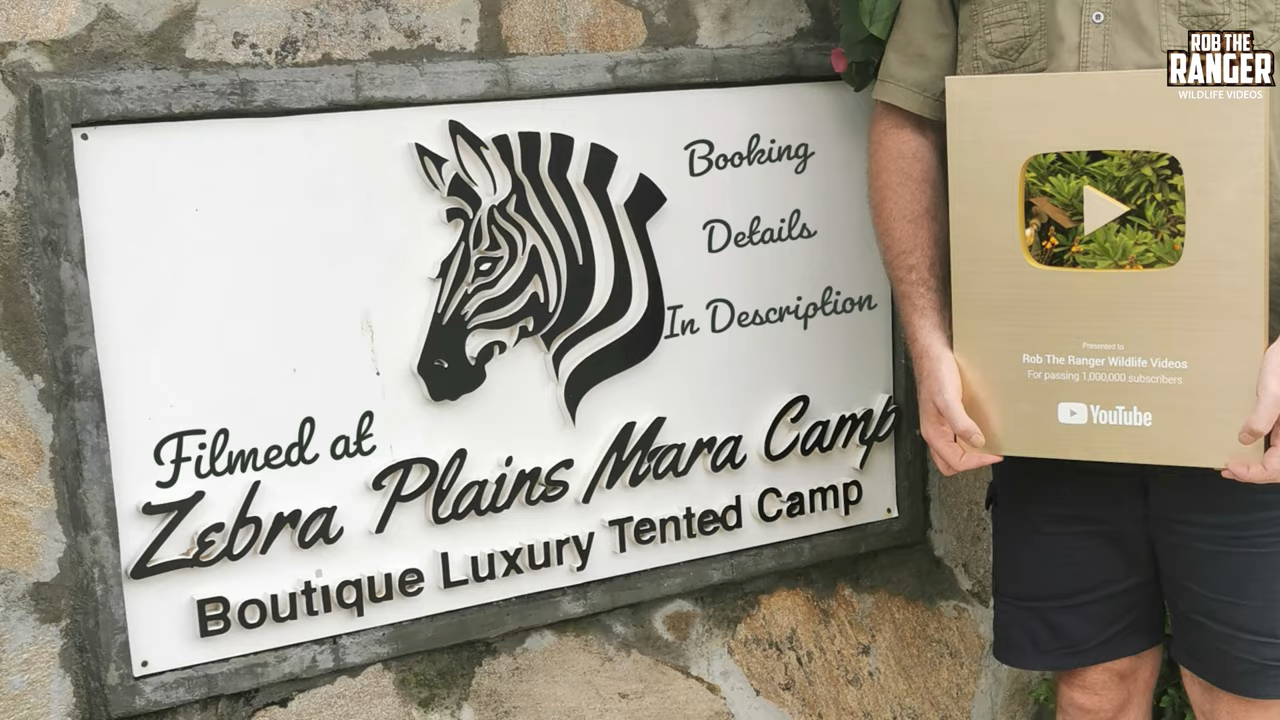 Booking
Details
In Description
Filmed at
Zebra Plains Mara Camp
Boutique Luxury Tented Camp
ROB THE
RANGER
WILDLIFE VIDEOS
Presented to
Rob The Ranger Wildlife Videos
For passing 1,000,000 subscribers
YouTube